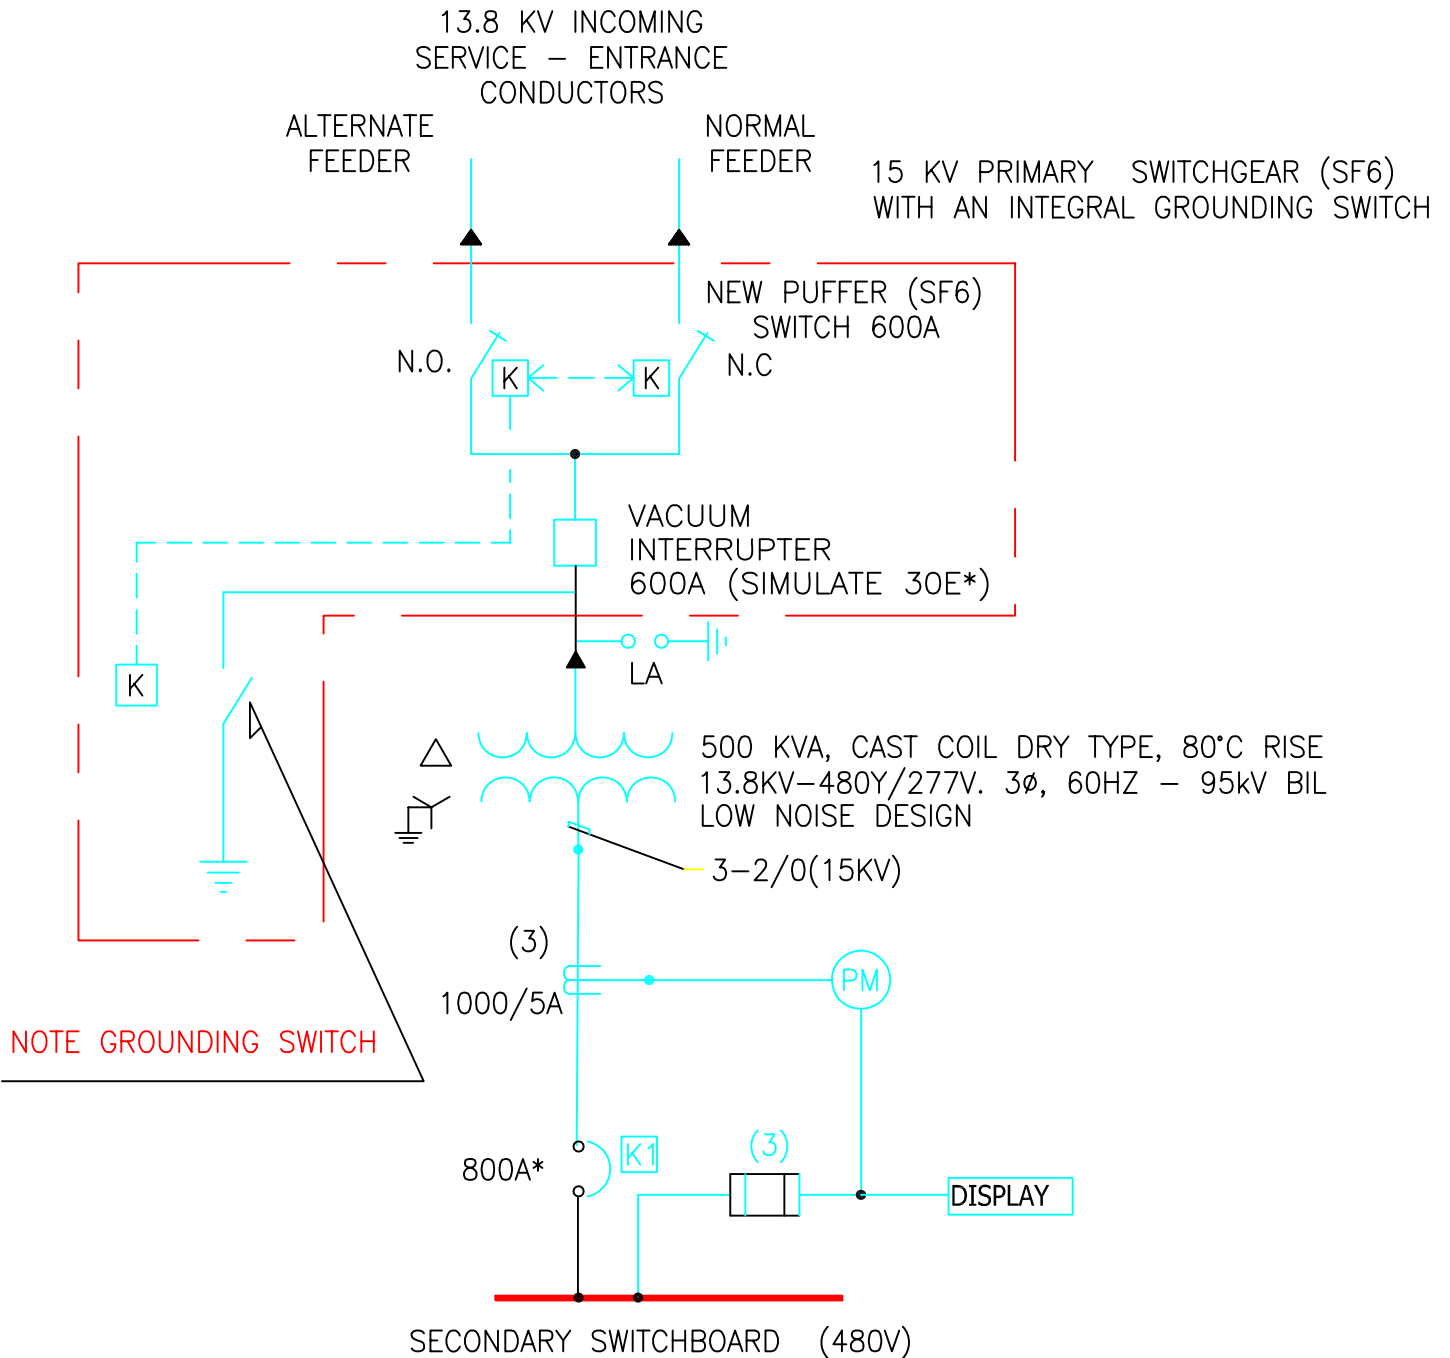 13.8 KV INCOMING
SERVICE – ENTRANCE
CONDUCTORS
ALTERNATE
FEEDER
NORMAL
FEEDER
15 KV PRIMARY SWITCHGEAR (SF6)
WITH AN INTEGRAL GROUNDING SWITCH
NEW PUFFER (SF6)
SWITCH 600A
N.O.
K
K
N.C
VACUUM
INTERRUPTER
600A (SIMULATE 30E*)
LA
K
500 KVA, CAST COIL DRY TYPE, 80°C RISE
13.8KV–480Y/277V. 3ø, 60HZ – 95kV BIL
LOW NOISE DESIGN
3–2/0(15KV)
(3)
1000/5A
PM
NOTE GROUNDING SWITCH
800A*
K1
(3)
DISPLAY
SECONDARY SWITCHBOARD (480V)